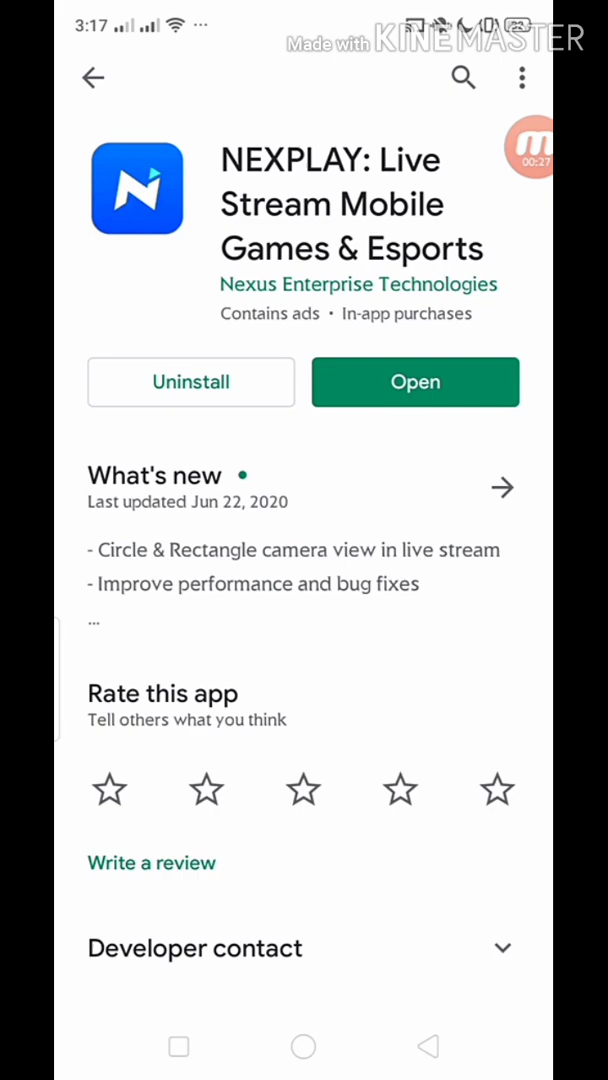 3:17
Made with KINEMASTER
NEXPLAY: Live
Stream Mobile
Games & Esports
00:27
Nexus Enterprise Technologies
Contains ads • In-app purchases
Uninstall
Open
What's new •
Last updated Jun 22, 2020
- Circle & Rectangle camera view in live stream
- Improve performance and bug fixes
...
Rate this app
Tell others what you think
Write a review
Developer contact